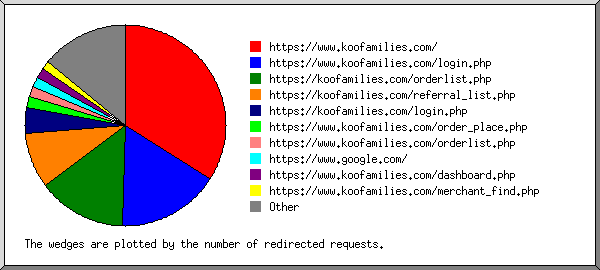 https://www.koofamilies.com/
https://www.koofamilies.com/login.php
https://koofamilies.com/orderlist.php
https://koofamilies.com/referral_list.php
https://koofamilies.com/login.php
https://www.koofamilies.com/order_place.php
https://www.koofamilies.com/orderlist.php
https://www.google.com/
https://www.koofamilies.com/dashboard.php
https://www.koofamilies.com/merchant_find.php
Other
The wedges are plotted by the number of redirected requests.